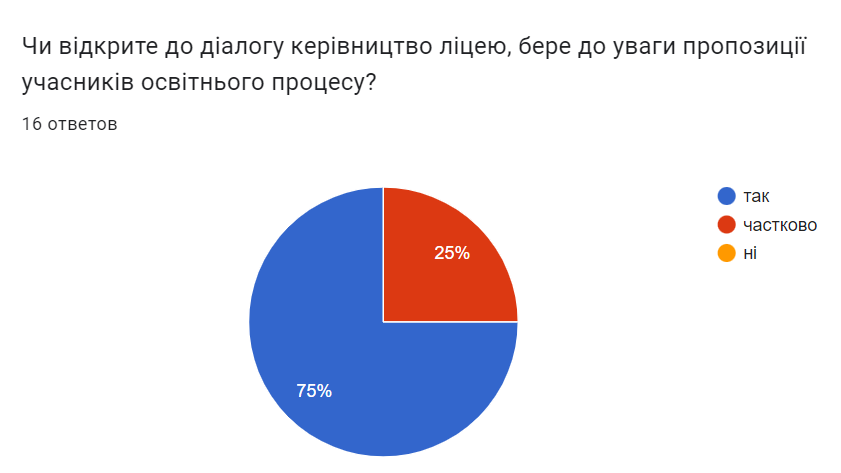 Чи відкрите до діалогу керівництво ліцею, бере до уваги пропозиції
учасників освітнього процесу?
16 ответов
так
частково
ні
25%
75%